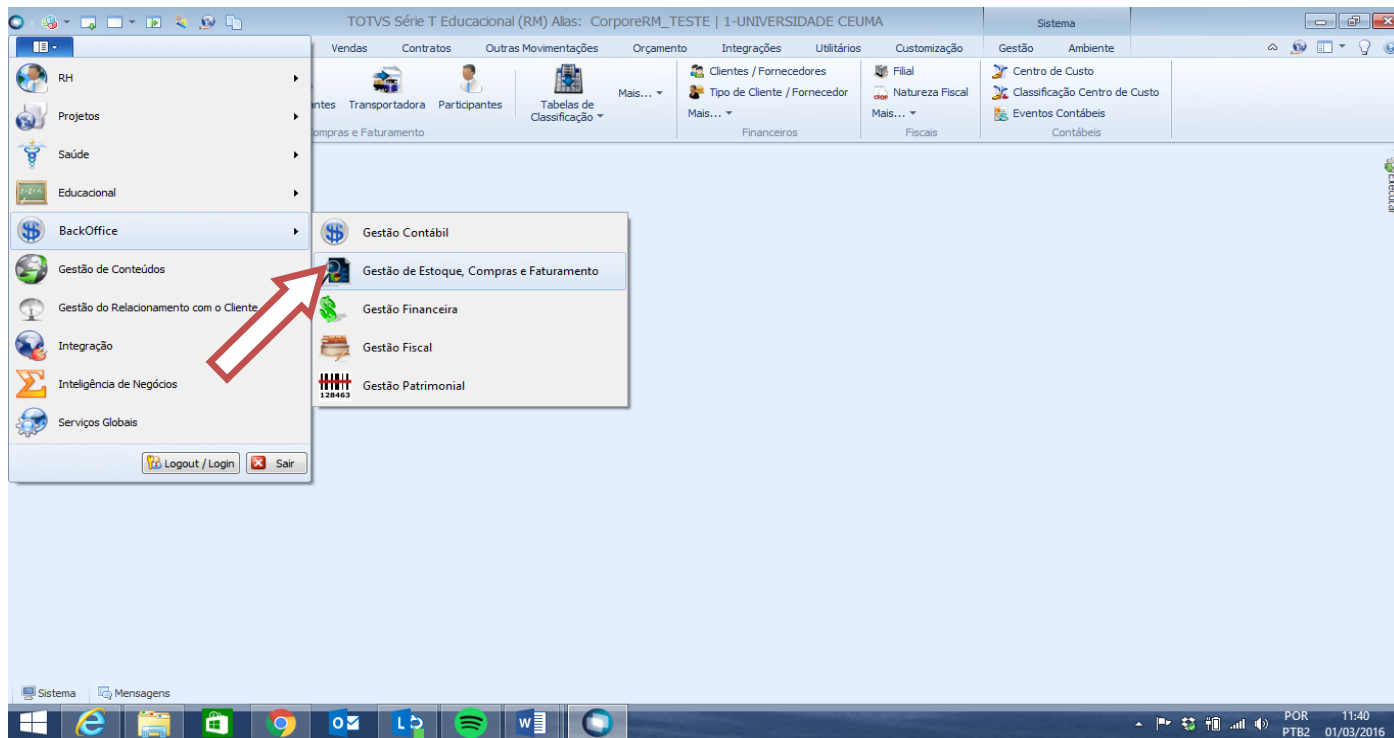 TOTVS Série T Educacional (RM) Alias: CorporeRM_TESTE | 1-UNIVERSIDADE CEUMA
Sistema
Vendas Contratos Outras Movimentações Orçamento Integrações Utilitários Customização Gestão Ambiente
RH
Projetos
Saúde
Educacional
BackOffice
Gestão de Conteúdos
Gestão do Relacionamento com o Cliente
Integração
Inteligência de Negócios
Serviços Globais
Logout / Login Sair
ntes Transportadora Participantes
Tabelas de
Classificação
Mais...
ompras e Faturamento
Clientes / Fornecedores
Tipo de Cliente / Fornecedor
Mais...
Financeiros
Filial
Natureza Fiscal
Mais...
Fiscais
Centro de Custo
Classificação Centro de Custo
Eventos Contábeis
Contábeis
Executar
Gestão Contábil
Gestão de Estoque, Compras e Faturamento
Gestão Financeira
Gestão Fiscal
Gestão Patrimonial
128463
Sistema Mensagens
POR 11:40
PTB2 01/03/2016